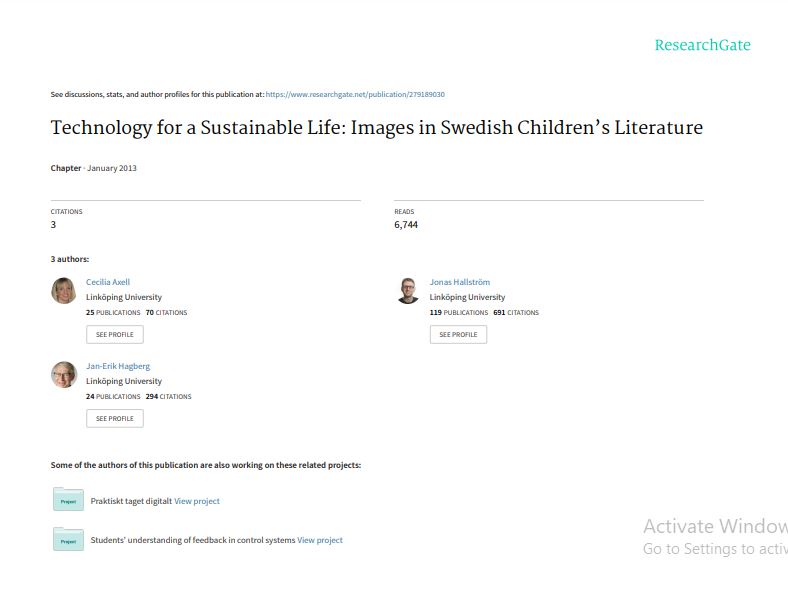 ResearchGate
See discussions, stats, and author profiles for this publication at: https://www.researchgate.net/publication/279189030
Technology for a Sustainable Life: Images in Swedish Children’s Literature
Chapter · January 2013
CITATIONS
3
READS
6,744
3 authors:
Cecilia Axell
Linköping University
25 PUBLICATIONS 70 CITATIONS
SEE PROFILE
Jonas Hallström
Linköping University
119 PUBLICATIONS 691 CITATIONS
SEE PROFILE
Jan-Erik Hagberg
Linköping University
24 PUBLICATIONS 294 CITATIONS
SEE PROFILE
Some of the authors of this publication are also working on these related projects:
Project
Praktiskt taget digitalt View project
Project
Students' understanding of feedback in control systems View project
Activate Window
Go to Settings to activ